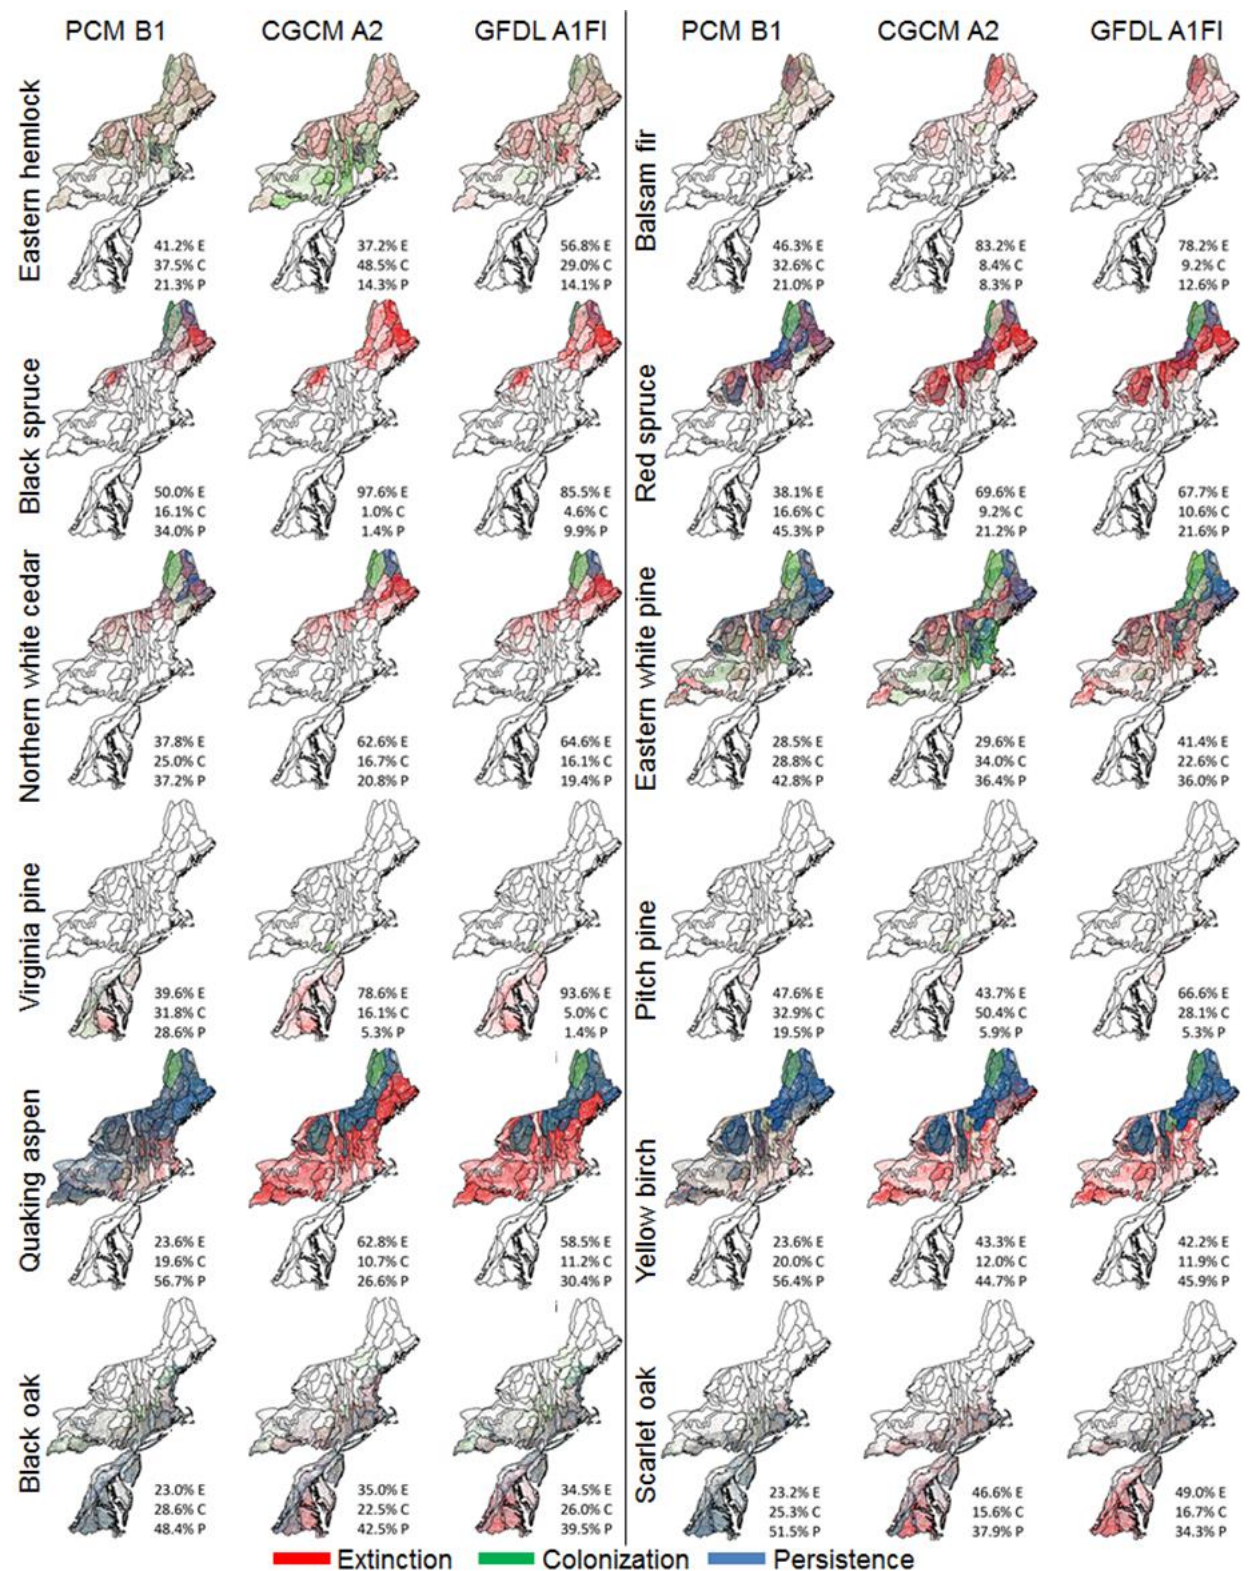 PCM B1 CGCM A2 GFDL A1FI PCM B1 CGCM A2 GFDL A1FI
Eastern hemlock
41.2% E 37.2% E 56.8% E
37.5% C 48.5% C 29.0% C
21.3% P 14.3% P 14.1% P
Balsam fir
46.3% E 83.2% E 78.2% E
32.6% C 8.4% C 9.2% C
21.0% P 8.3% P 12.6% P
Black spruce
50.0% E 97.6% E 85.5% E
16.1% C 1.0% C 4.6% C
34.0% P 1.4% P 9.9% P
Red spruce
38.1% E 69.6% E 67.7% E
16.6% C 9.2% C 10.6% C
45.3% P 21.2% P 21.6% P
Northern white cedar
37.8% E 62.6% E 64.6% E
25.0% C 16.7% C 16.1% C
37.2% P 20.8% P 19.4% P
Eastern white pine
28.5% E 29.6% E 41.4% E
28.8% C 34.0% C 22.6% C
42.8% P 36.4% P 36.0% P
Virginia pine
39.6% E 78.6% E 93.6% E
31.8% C 16.1% C 5.0% C
28.6% P 5.3% P 1.4% P
Pitch pine
47.6% E 43.7% E 66.6% E
32.9% C 50.4% C 28.1% C
19.5% P 5.9% P 5.3% P
Quaking aspen
23.6% E 62.8% E 58.5% E
19.6% C 10.7% C 11.2% C
56.7% P 26.6% P 30.4% P
Yellow birch
23.6% E 43.3% E 42.2% E
20.0% C 12.0% C 11.9% C
56.4% P 44.7% P 45.9% P
Black oak
23.0% E 35.0% E 34.5% E
28.6% C 22.5% C 26.0% C
48.4% P 42.5% P 39.5% P
Scarlet oak
23.2% E 46.6% E 49.0% E
25.3% C 15.6% C 16.7% C
51.5% P 37.9% P 34.3% P
Extinction Colonization Persistence